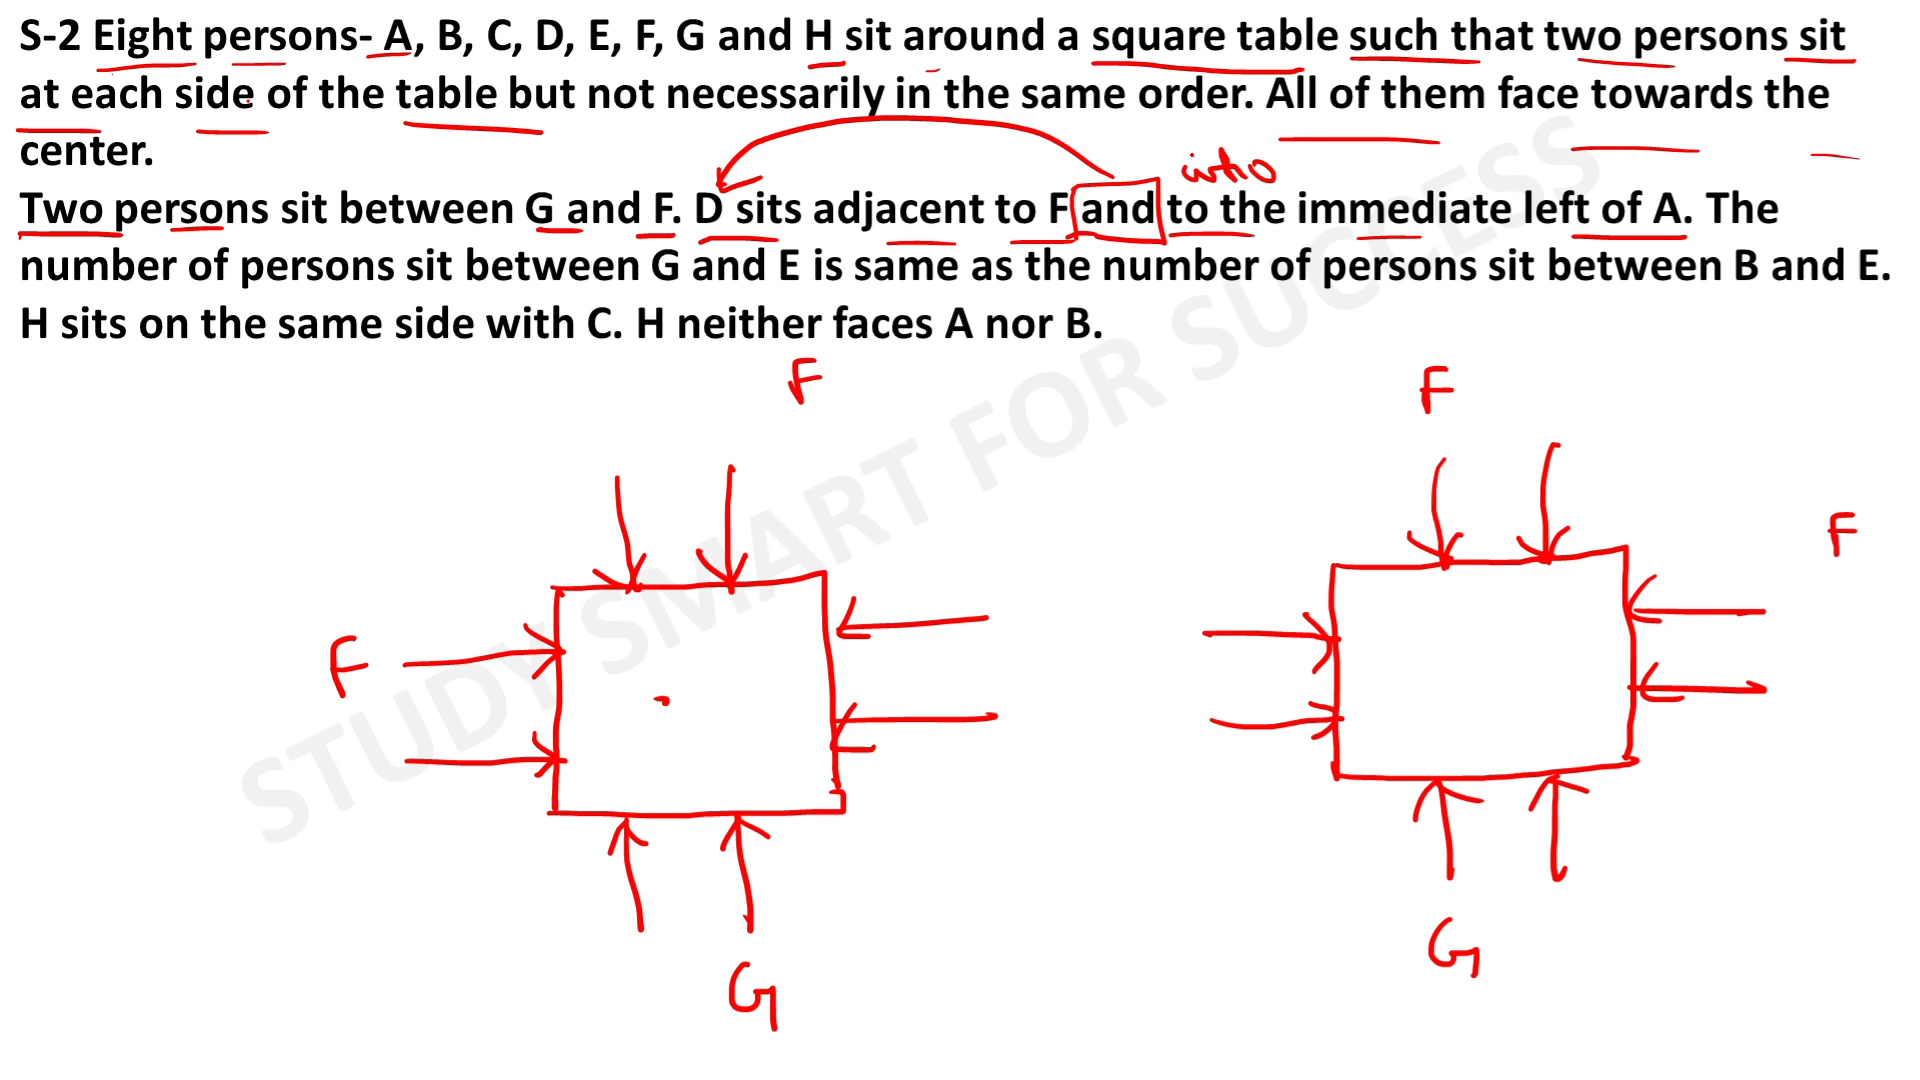 S-2 Eight persons- A, B, C, D, E, F, G and H sit around a square table such that two persons sit
at each side of the table but not necessarily in the same order. All of them face towards the
center.
who
Two persons sit between G and F. D sits adjacent to F and to the immediate left of A. The
number of persons sit between G and E is same as the number of persons sit between B and E.
H sits on the same side with C. H neither faces A nor B.
STUDY SMART FOR SUCCESS
F
F
F
F
G
G